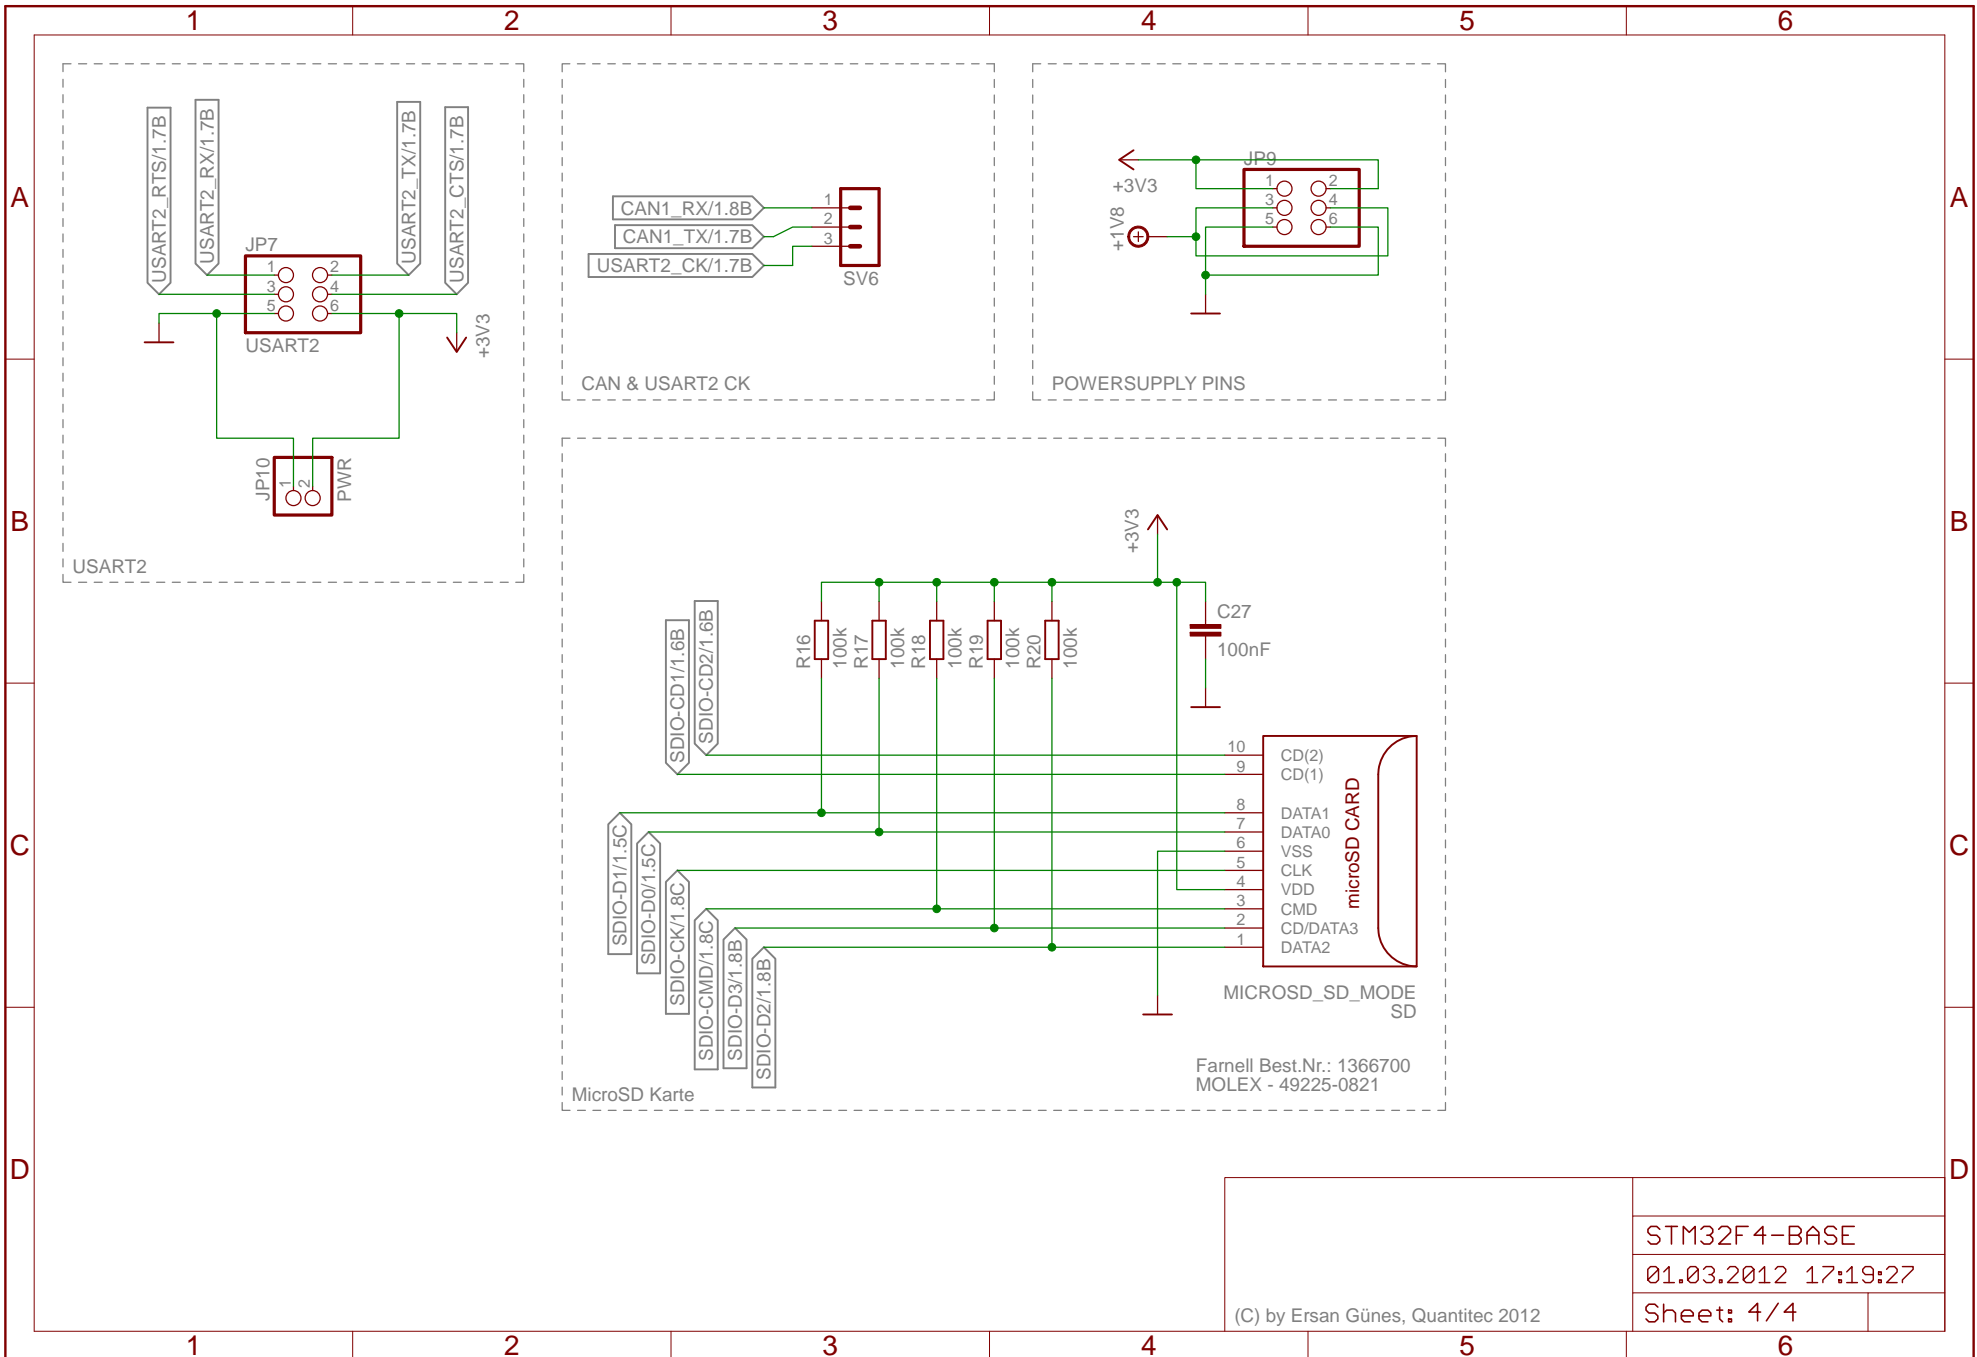 1 2 3 4 5 6
A A
B B
C C
D D
USART2_RTS/1.7B
USART2_RX/1.7B
USART2_TX/1.7B
USART2_CTS/1.7B
JP7
1 2
3 4
5 6
USART2
+3V3
JP10
1
2
PWR
USART2
CAN1_RX/1.8B
CAN1_TX/1.7B
USART2_CK/1.7B
1
2
3
SV6
CAN & USART2 CK
+3V3
+1V8
JP9
1 2
3 4
5 6
POWERSUPPLY PINS
+3V3
SDIO-CD1/1.6B
SDIO-CD2/1.6B
R16
100k
R17
100k
R18
100k
R19
100k
R20
100k
C27
100nF
10 CD(2)
9 CD(1)
8 DATA1
7 DATA0
6 VSS
5 CLK
4 VDD
3 CMD
2 CD/DATA3
1 DATA2
microSD CARD
SDIO-D1/1.5C
SDIO-D0/1.5C
SDIO-CK/1.8C
SDIO-CMD/1.8C
SDIO-D3/1.8B
SDIO-D2/1.8B
MICROSD_SD_MODE
SD
Farnell Best.Nr.: 1366700
MOLEX - 49225-0821
MicroSD Karte
STM32F4-BASE
01.03.2012 17:19:27
(C) by Ersan Günes, Quantitec 2012
Sheet: 4/4
1 2 3 4 5 6